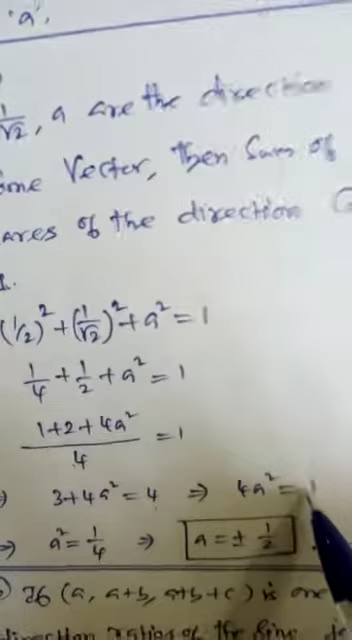 'a'.
1/√2, a are the direction
ome Vector, then Sum of
ares of the direction C
1.
(1/2)² + (1/√2)² + a² = 1
1/4 + 1/2 + a² = 1
(1+2+4a²)/4 = 1
3+4a² = 4 ⇒ 4a² = 1
⇒ a² = 1/4 ⇒ a = ± 1/2
If (a, a+b, a+b+c) is one
direction ratios of the line